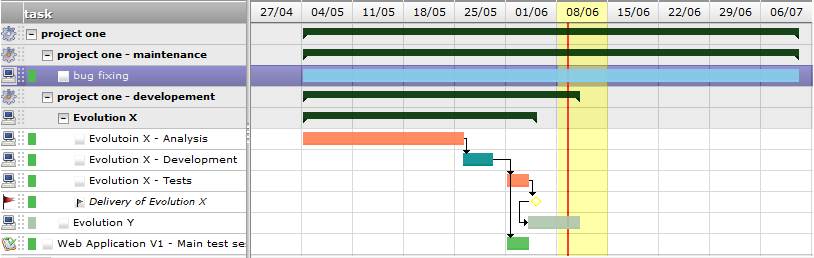 task 27/04 04/05 11/05 18/05 25/05 01/06 08/06 15/06 22/06 29/06 06/07
project one
project one - maintenance
bug fixing
project one - developement
Evolution X
Evolutoin X - Analysis
Evolution X - Development
Evolution X - Tests
Delivery of Evolution X
Evolution Y
Web Application V1 - Main test se